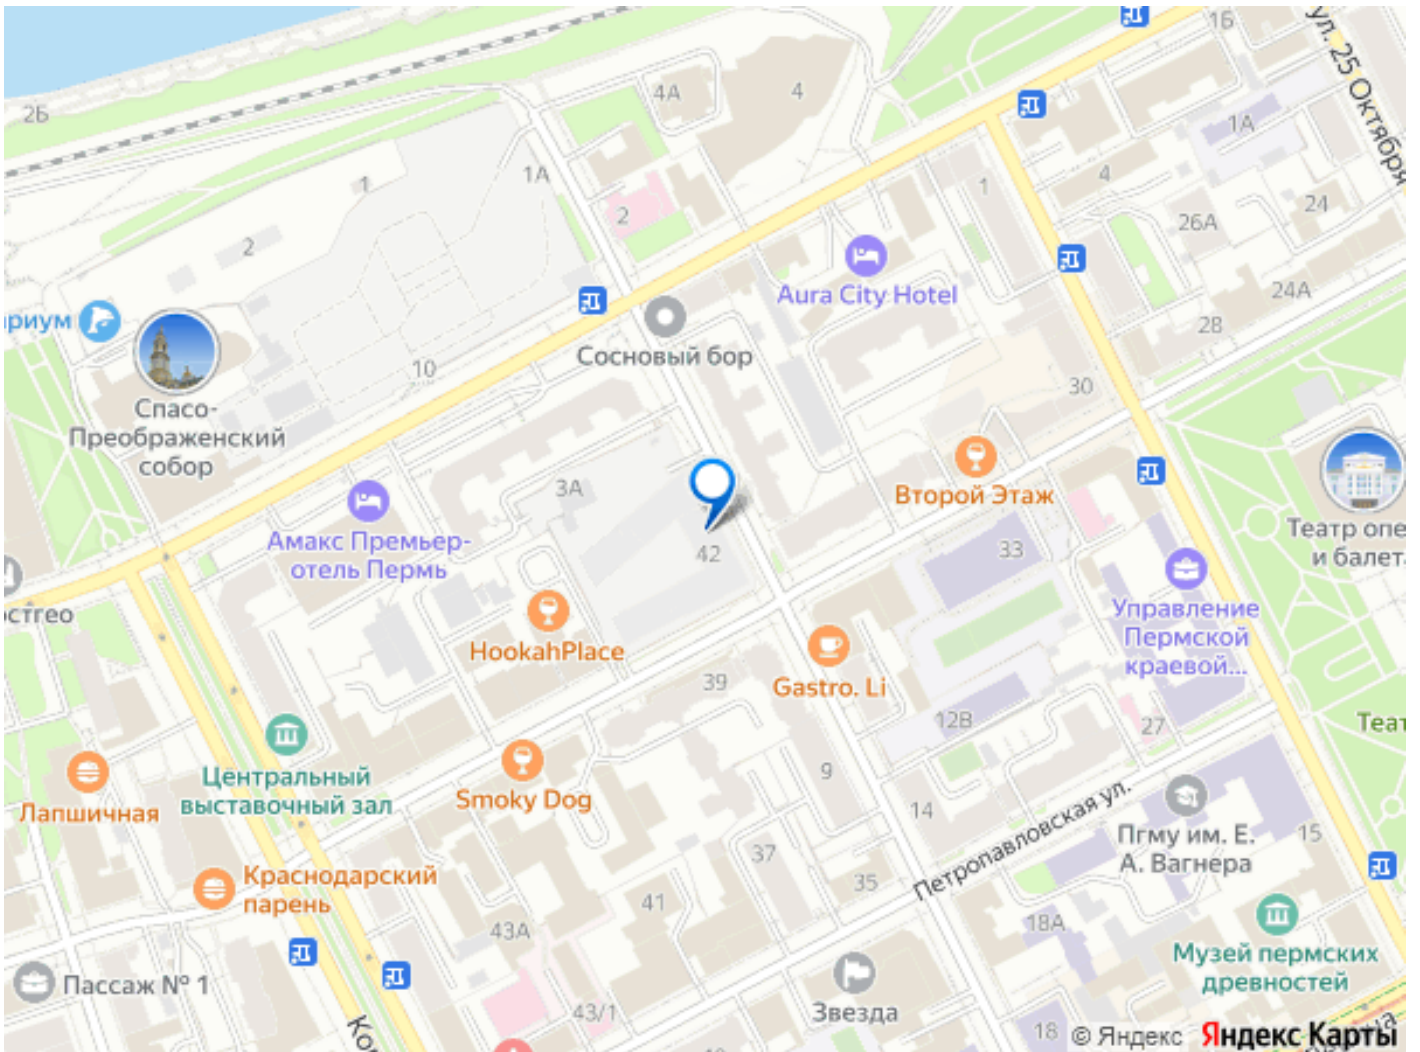 1Б
ул. 25 Октября
4А
4
2Б
1А
1А
1
4
1
2
24
26А
2
Aura City Hotel
24А
28
риум
Сосновый бор
10
30
Спасо-
Преображенский
собор
3А
Второй Этаж
Амакс Премьер-
отель Пермь
42
33
Театр опе
и балет
остгео
Управление
Пермской
краевой...
HookahPlace
Gastro. Li
39
12В
27
Теат
Центральный
выставочный зал
9
Smoky Dog
Лапшичная
14
Петропавловская ул.
Пгму им. Е.
А. Вагнера
15
37
35
Краснодарский
парень
41
43А
18А
Музей пермских
древностей
Пассаж № 1
Звезда
43/1
Ком
18
© Яндекс Яндекс Карты